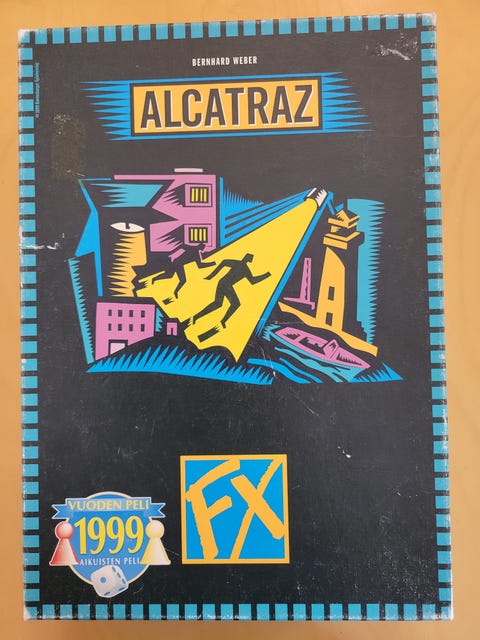 BERNHARD WEBER
ALCATRAZ
FX
VUODEN PELI
1999
AIKUISTEN PELI